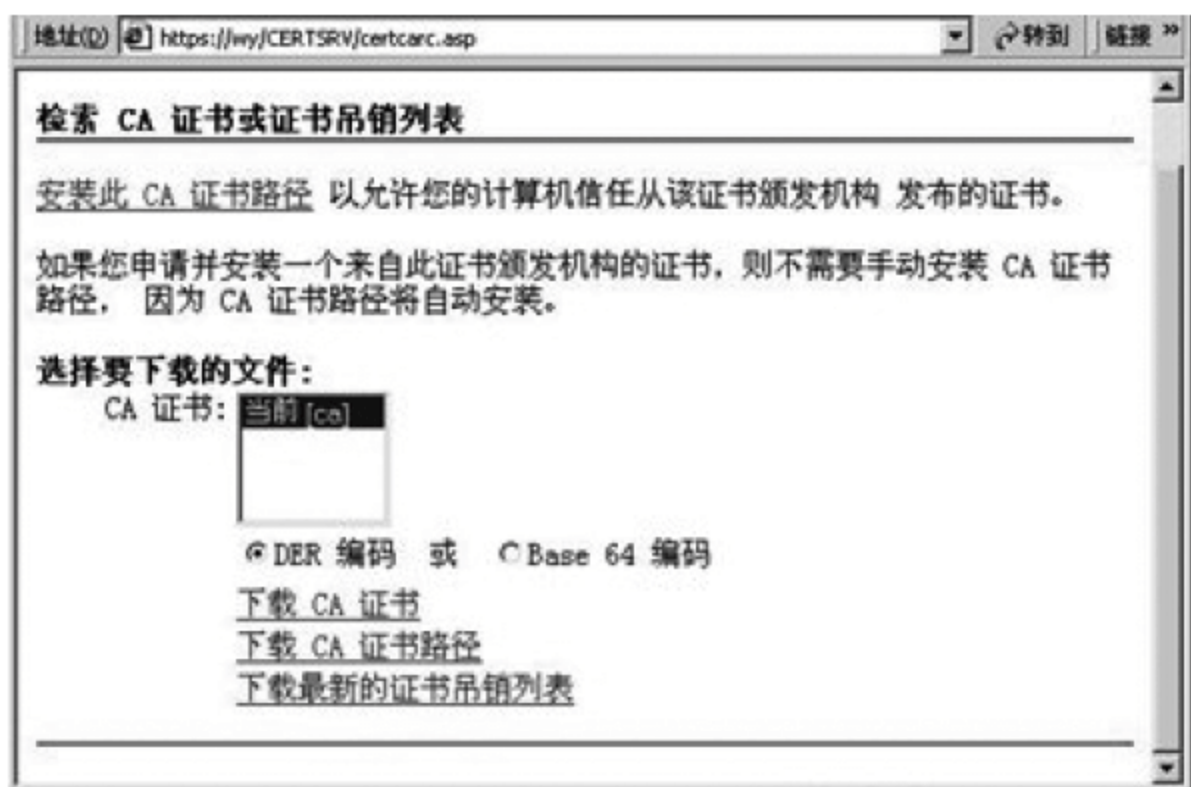 地址(D) https://wy/CERTSRV/certcarc.asp 转到 链接 »
检索 CA 证书或证书吊销列表
安装此 CA 证书路径 以允许您的计算机信任从该证书颁发机构 发布的证书。
如果您申请并安装一个来自此证书颁发机构的证书，则不需要手动安装 CA 证书
路径， 因为 CA 证书路径将自动安装。
选择要下载的文件:
CA 证书: 当前 [ca]
DER 编码 或 Base 64 编码
下载 CA 证书
下载 CA 证书路径
下载最新的证书吊销列表